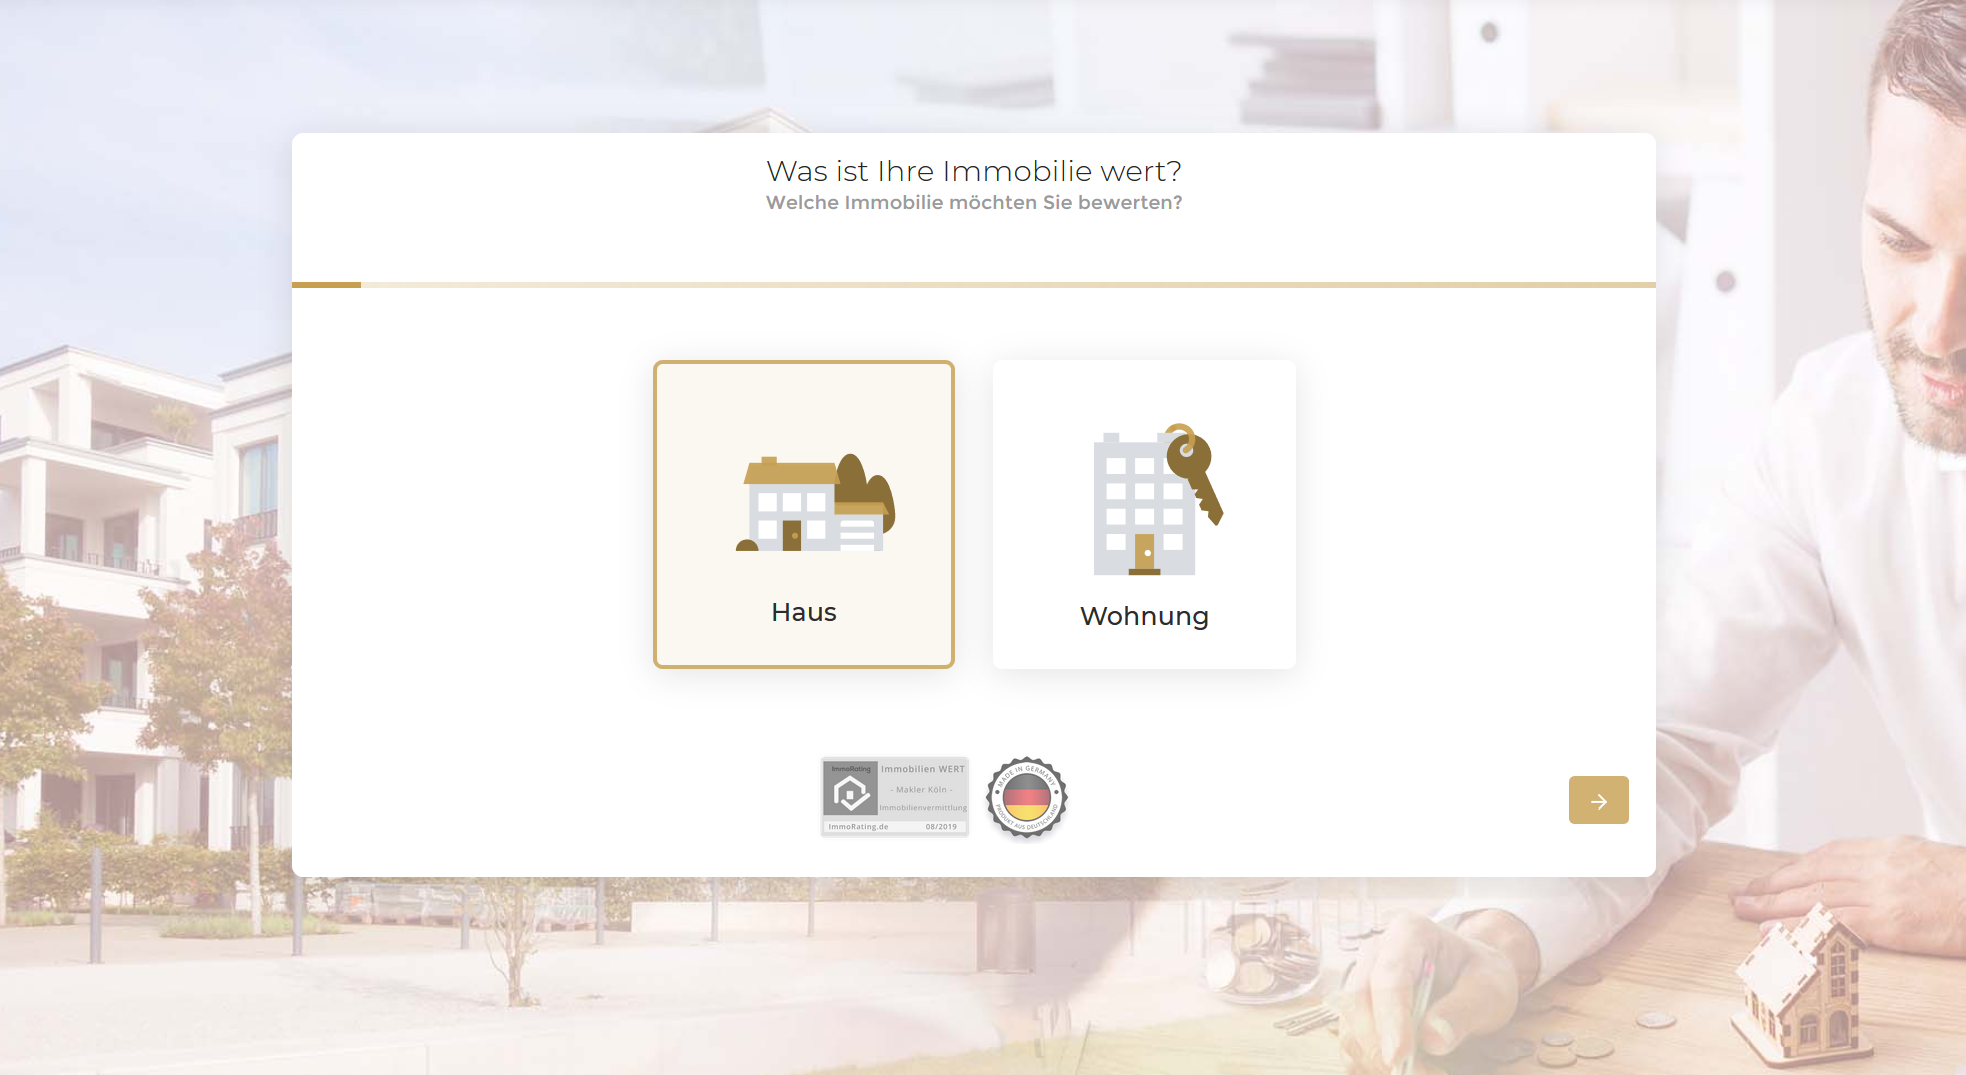 Was ist Ihre Immobilie wert?
Welche Immobilie möchten Sie bewerten?
Haus
Wohnung
ImmoRating
Immobilien WERT
- Makler Köln -
Immobilienvermittlung
ImmoRating.de 08/2019
MADE IN GERMANY
PRODUKT AUS DEUTSCHLAND